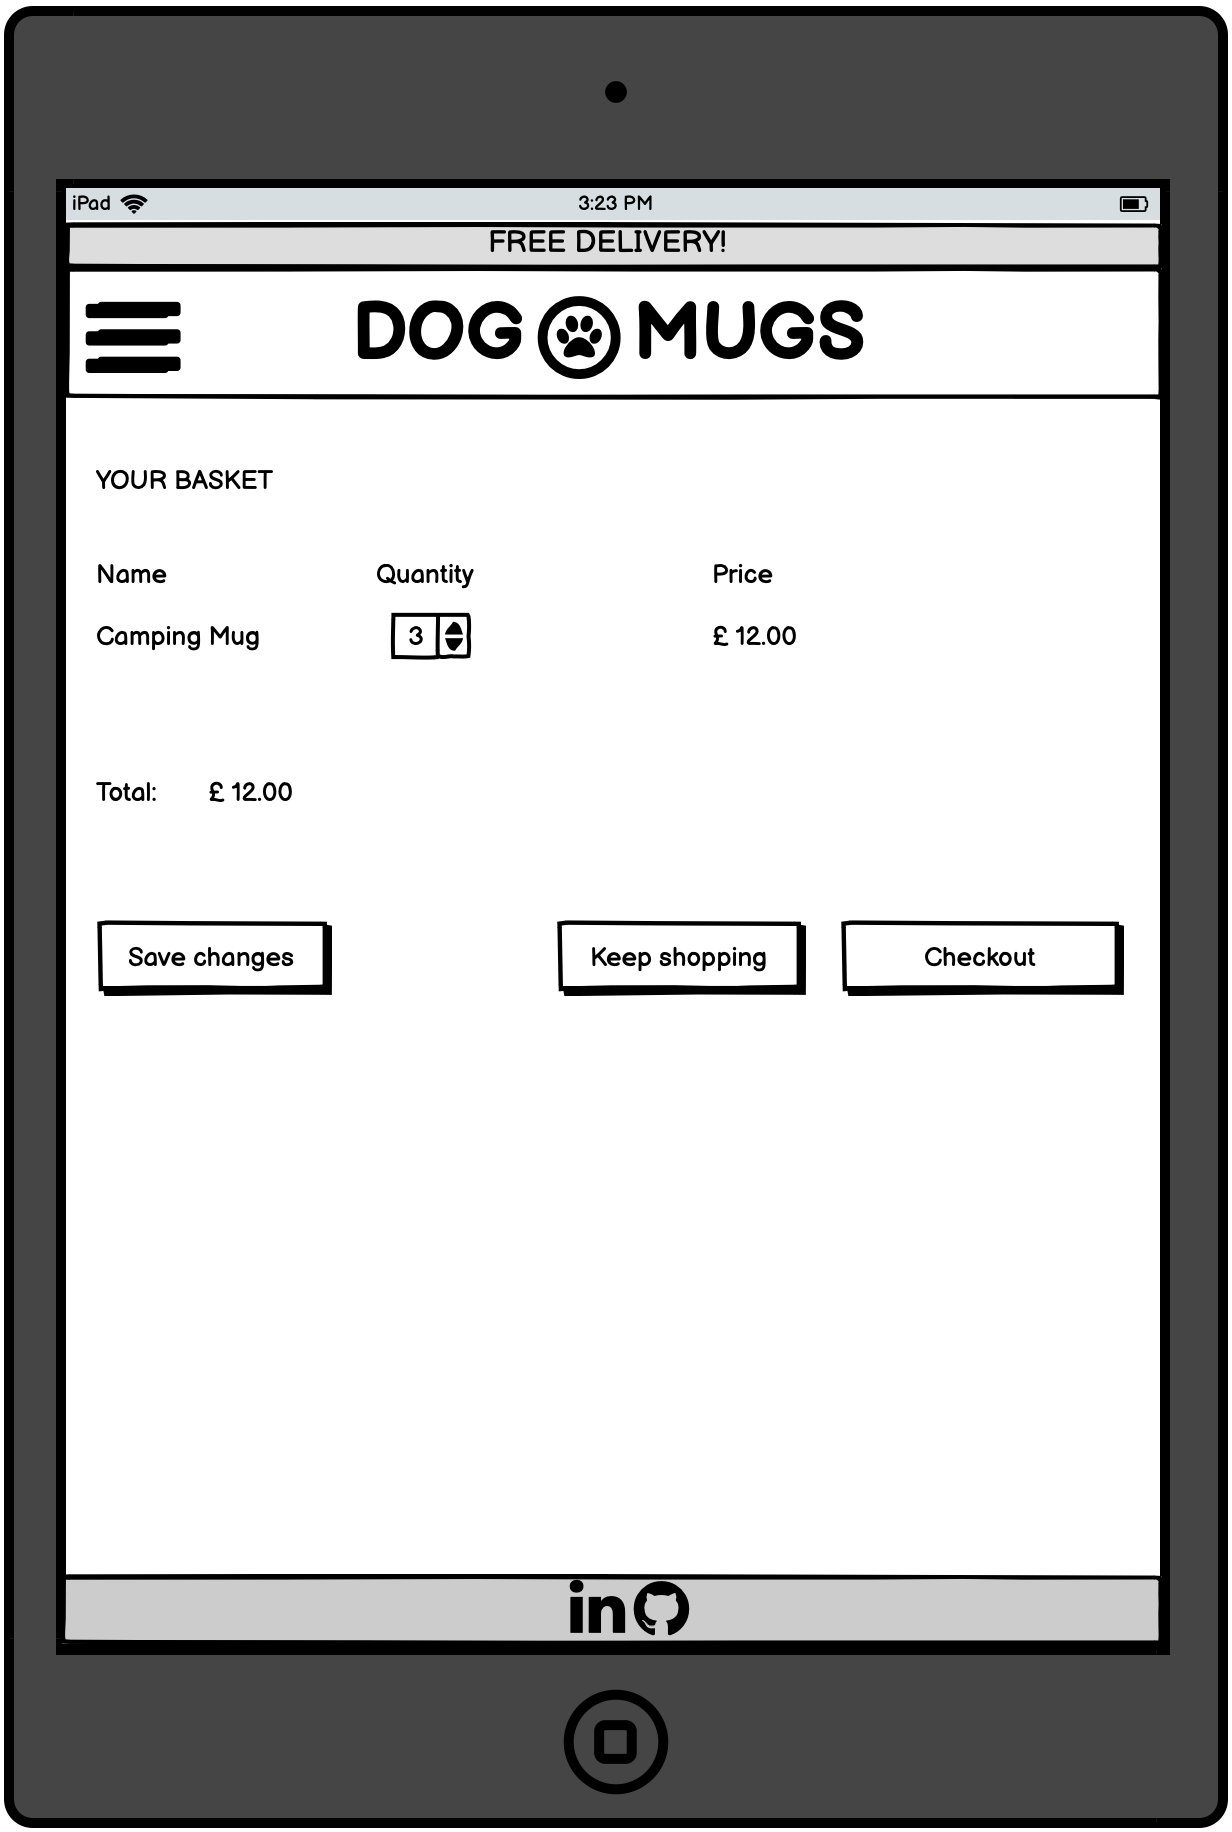 iPad 3:23 PM
FREE DELIVERY!
DOG MUGS
YOUR BASKET
Name Quantity Price
Camping Mug 3 £ 12.00
Total: £ 12.00
Save changes Keep shopping Checkout
in